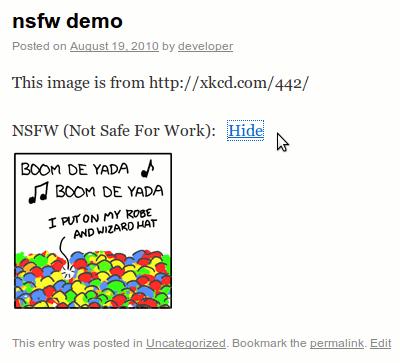 nsfw demo
Posted on August 19, 2010 by developer
This image is from http://xkcd.com/442/
NSFW (Not Safe For Work): Hide
BOOM DE YADA
BOOM DE YADA
I PUT ON MY ROBE
AND WIZARD HAT
This entry was posted in Uncategorized. Bookmark the permalink. Edit